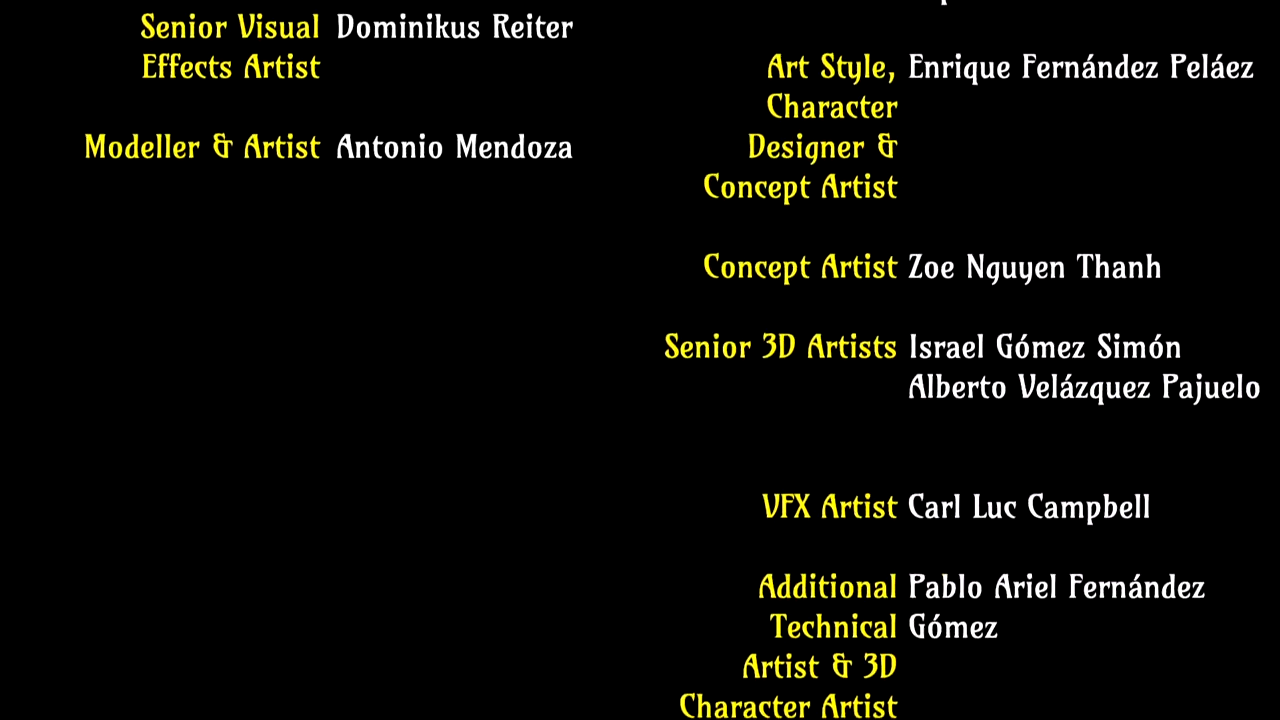 Senior Visual Dominikus Reiter
Effects Artist
Modeller & Artist Antonio Mendoza
Art Style, Enrique Fernández Peláez
Character
Designer &
Concept Artist
Concept Artist Zoe Nguyen Thanh
Senior 3D Artists Israel Gómez Simón
Alberto Velázquez Pajuelo
VFX Artist Carl Luc Campbell
Additional Pablo Ariel Fernández
Technical Gómez
Artist & 3D
Character Artist